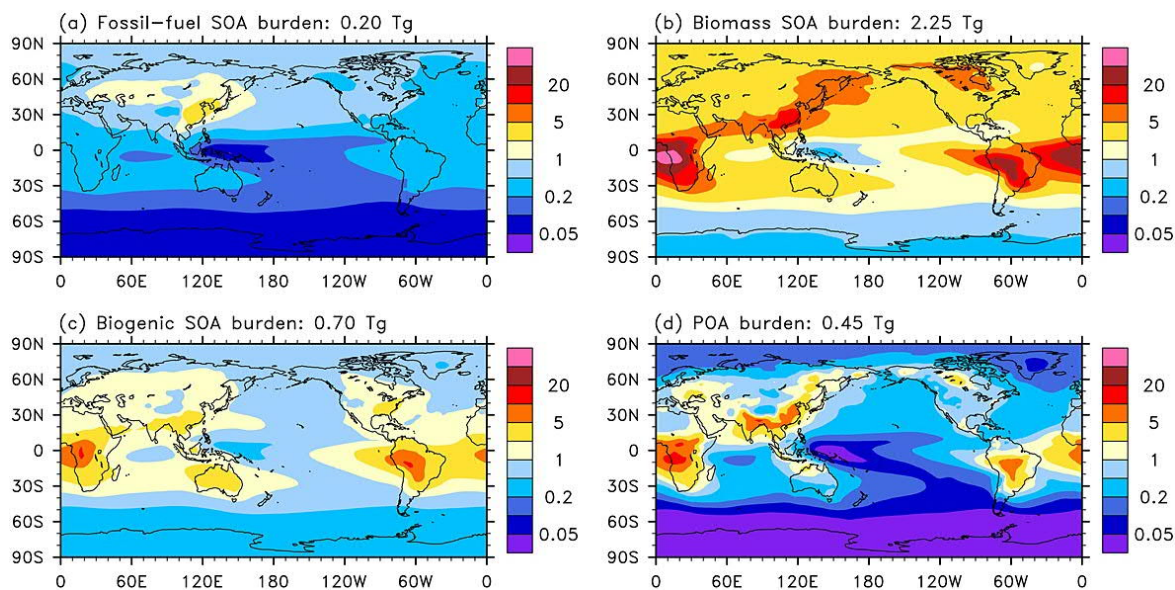 (a) Fossil-fuel SOA burden: 0.20 Tg
90N
60N
30N
0
30S
60S
90S
0 60E 120E 180 120W 60W 0
20
5
1
0.2
0.05
(b) Biomass SOA burden: 2.25 Tg
90N
60N
30N
0
30S
60S
90S
0 60E 120E 180 120W 60W 0
20
5
1
0.2
0.05
(c) Biogenic SOA burden: 0.70 Tg
90N
60N
30N
0
30S
60S
90S
0 60E 120E 180 120W 60W 0
20
5
1
0.2
0.05
(d) POA burden: 0.45 Tg
90N
60N
30N
0
30S
60S
90S
0 60E 120E 180 120W 60W 0
20
5
1
0.2
0.05